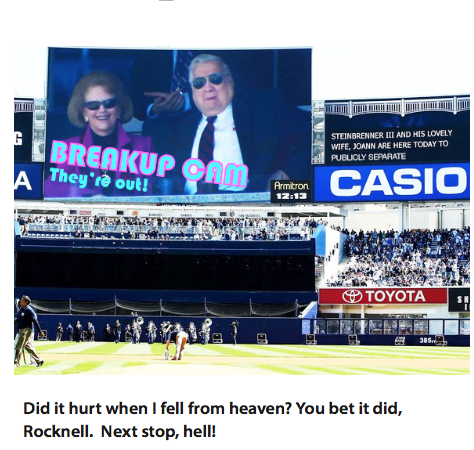 G
STEINBRENNER III AND HIS LOVELY
WIFE, JOANN ARE HERE TODAY TO
PUBLICLY SEPARATE
BREAKUP CAM
They're out!
Armitron
12:13
A
CASIO
TOYOTA
385
Did it hurt when I fell from heaven? You bet it did,
Rocknell. Next stop, hell!